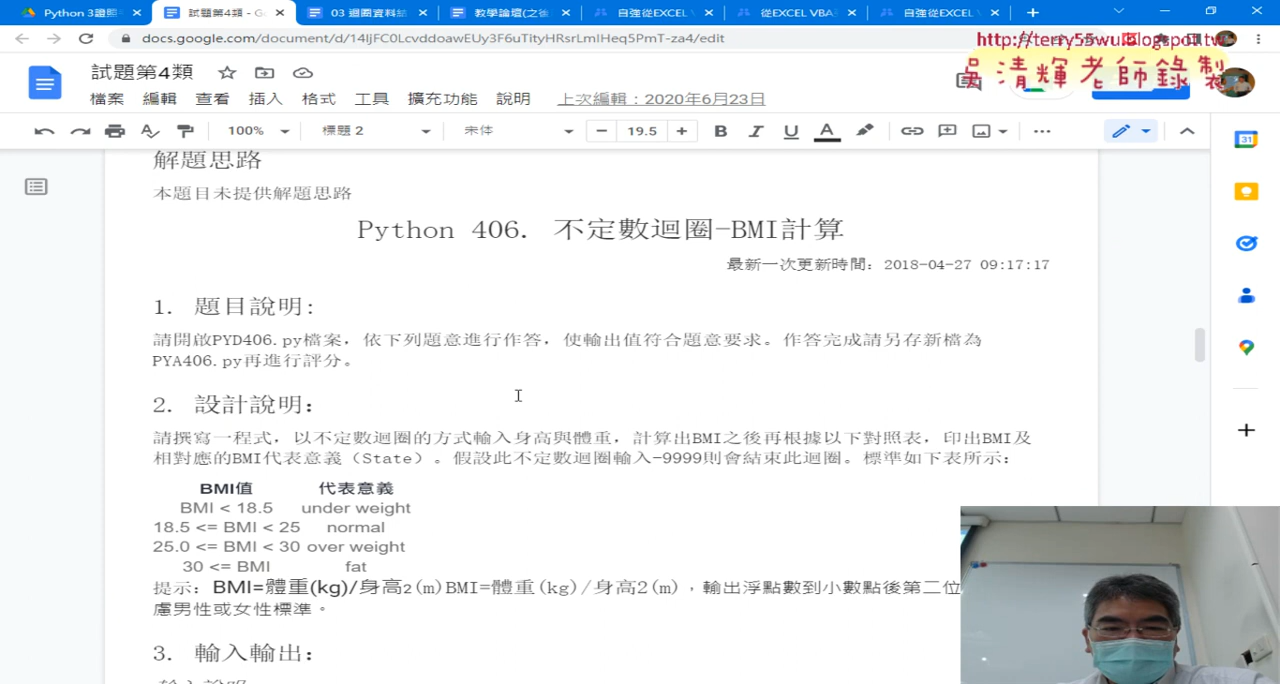 Python 3證照
試題第4類 - G
03 迴圈資料結
教學論壇(之後
自強從EXCEL
從EXCEL VBA
自強從EXCEL V
docs.google.com/document/d/14IjFC0LcvddoawEUy3F6uTityHRsrLmIHeq5PmT-za4/edit
http://terry55wu.blogspot.tw
吳清輝老師錄製
試題第4類
檔案 編輯 查看 插入 格式 工具 擴充功能 說明 上次編輯：2020年6月23日
100% 標題 2 宋体 19.5 B I U A
解題思路
本題目未提供解題思路
Python 406. 不定數迴圈-BMI計算
最新一次更新時間：2018-04-27 09:17:17
1. 題目說明:
請開啟PYD406.py檔案，依下列題意進行作答，使輸出值符合題意要求。作答完成請另存新檔為
PYA406.py再進行評分。
2. 設計說明：
請撰寫一程式，以不定數迴圈的方式輸入身高與體重，計算出BMI之後再根據以下對照表，印出BMI及
相對應的BMI代表意義（State）。假設此不定數迴圈輸入-9999則會結束此迴圈。標準如下表所示：
BMI值 代表意義
BMI < 18.5 under weight
18.5 <= BMI < 25 normal
25.0 <= BMI < 30 over weight
30 <= BMI fat
提示：BMI=體重(kg)/身高2(m)BMI=體重(kg)/身高2(m)，輸出浮點數到小數點後第二位
慮男性或女性標準。
3. 輸入輸出：